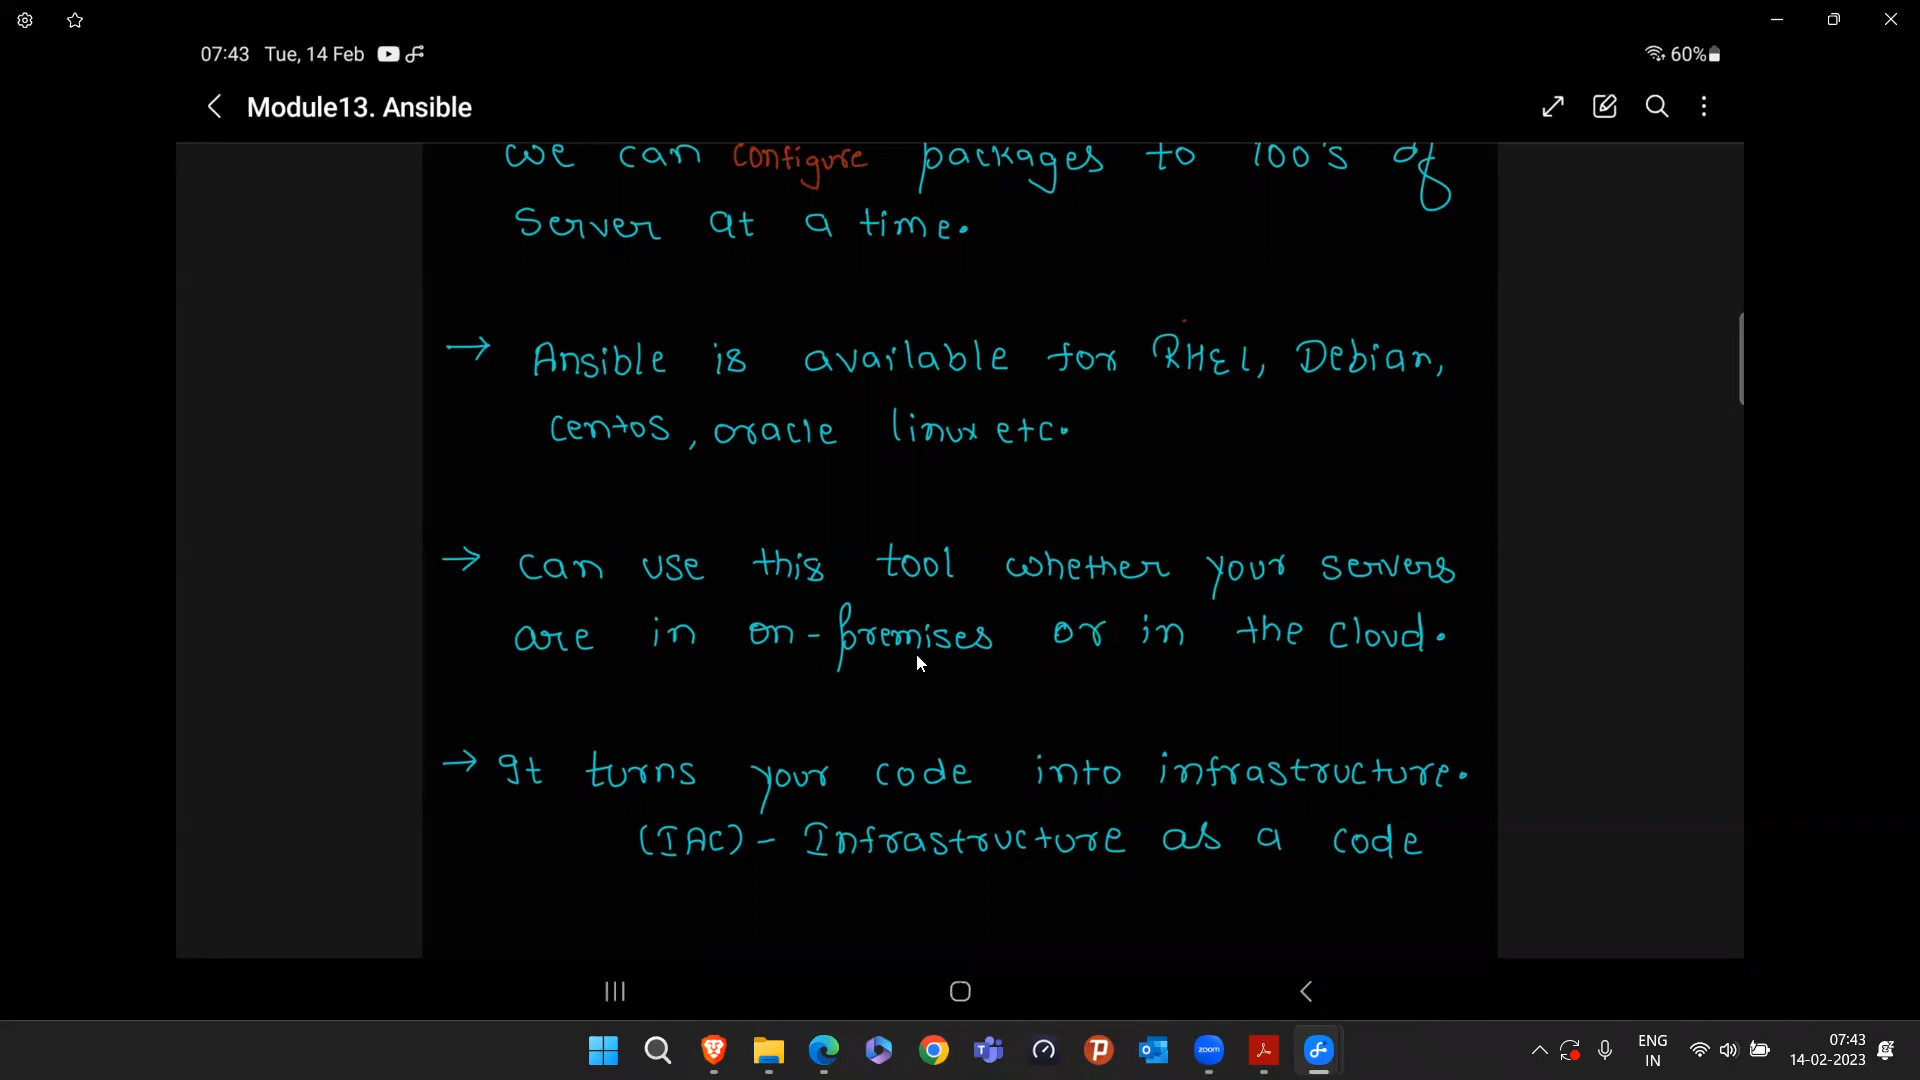 07:43 Tue, 14 Feb
60%
Module13. Ansible
we can configure packages to 100's of
Server at a time.
→ Ansible is available for RHEL, Debian,
centos, oracle linux etc.
→ can use this tool whether your servers
are in on-premises or in the cloud.
→ It turns your code into infrastructure.
(IAC) - Infrastructure as a code
zoom
ENG
IN
07:43
14-02-2023